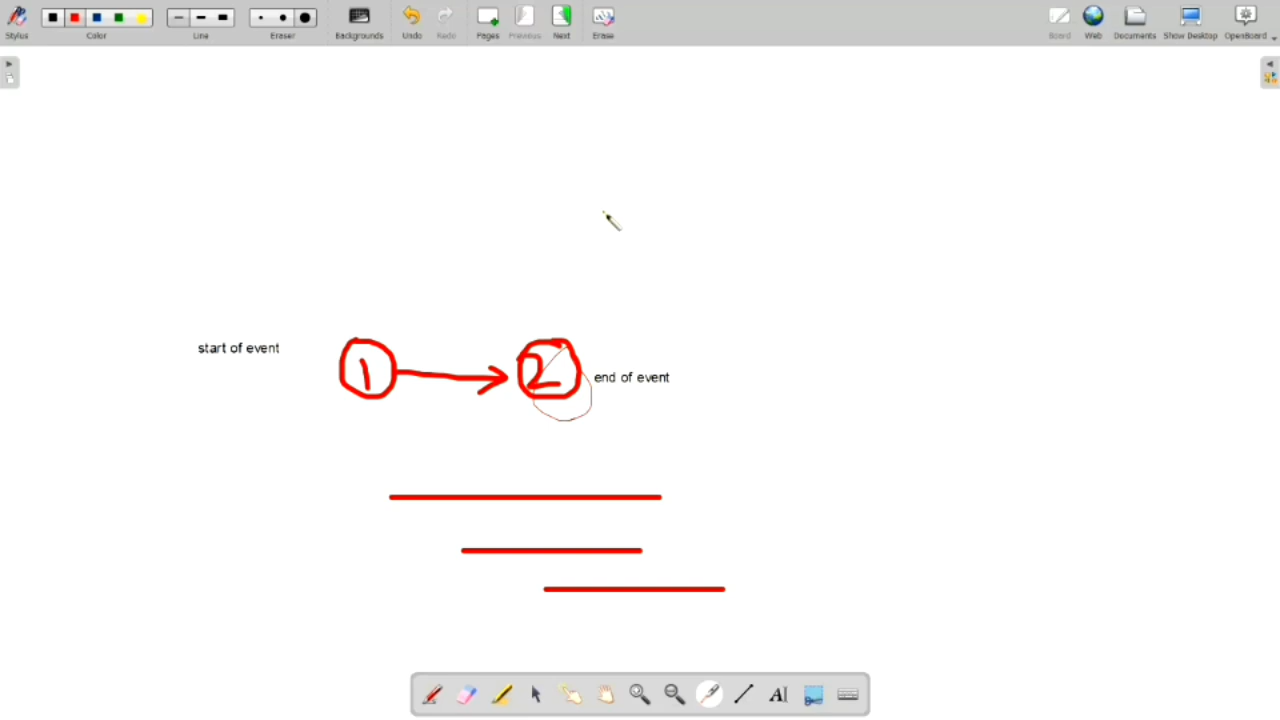 Stylus
Color
Line
Eraser
Backgrounds
Undo
Redo
Pages
Previous
Next
Erase
Board
Web
Documents
Show Desktop
OpenBoard
start of event
1
2
end of event